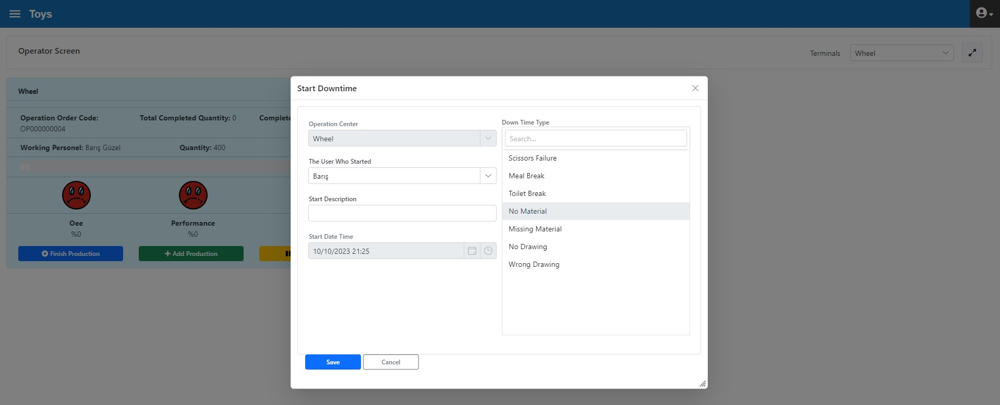 Toys
Operator Screen
Terminals
Wheel
Wheel
Operation Order Code:
OP000000004
Total Completed Quantity: 0
Complete
Working Personel: Barış Güzel
Quantity: 400
0%
Oee
%0
Performance
%0
Finish Production
Add Production
Start Downtime
Operation Center
Wheel
The User Who Started
Barış
Start Description
Start Date Time
10/10/2023 21:25
Down Time Type
Search...
Scissors Failure
Meal Break
Toilet Break
No Material
Missing Material
No Drawing
Wrong Drawing
Save
Cancel